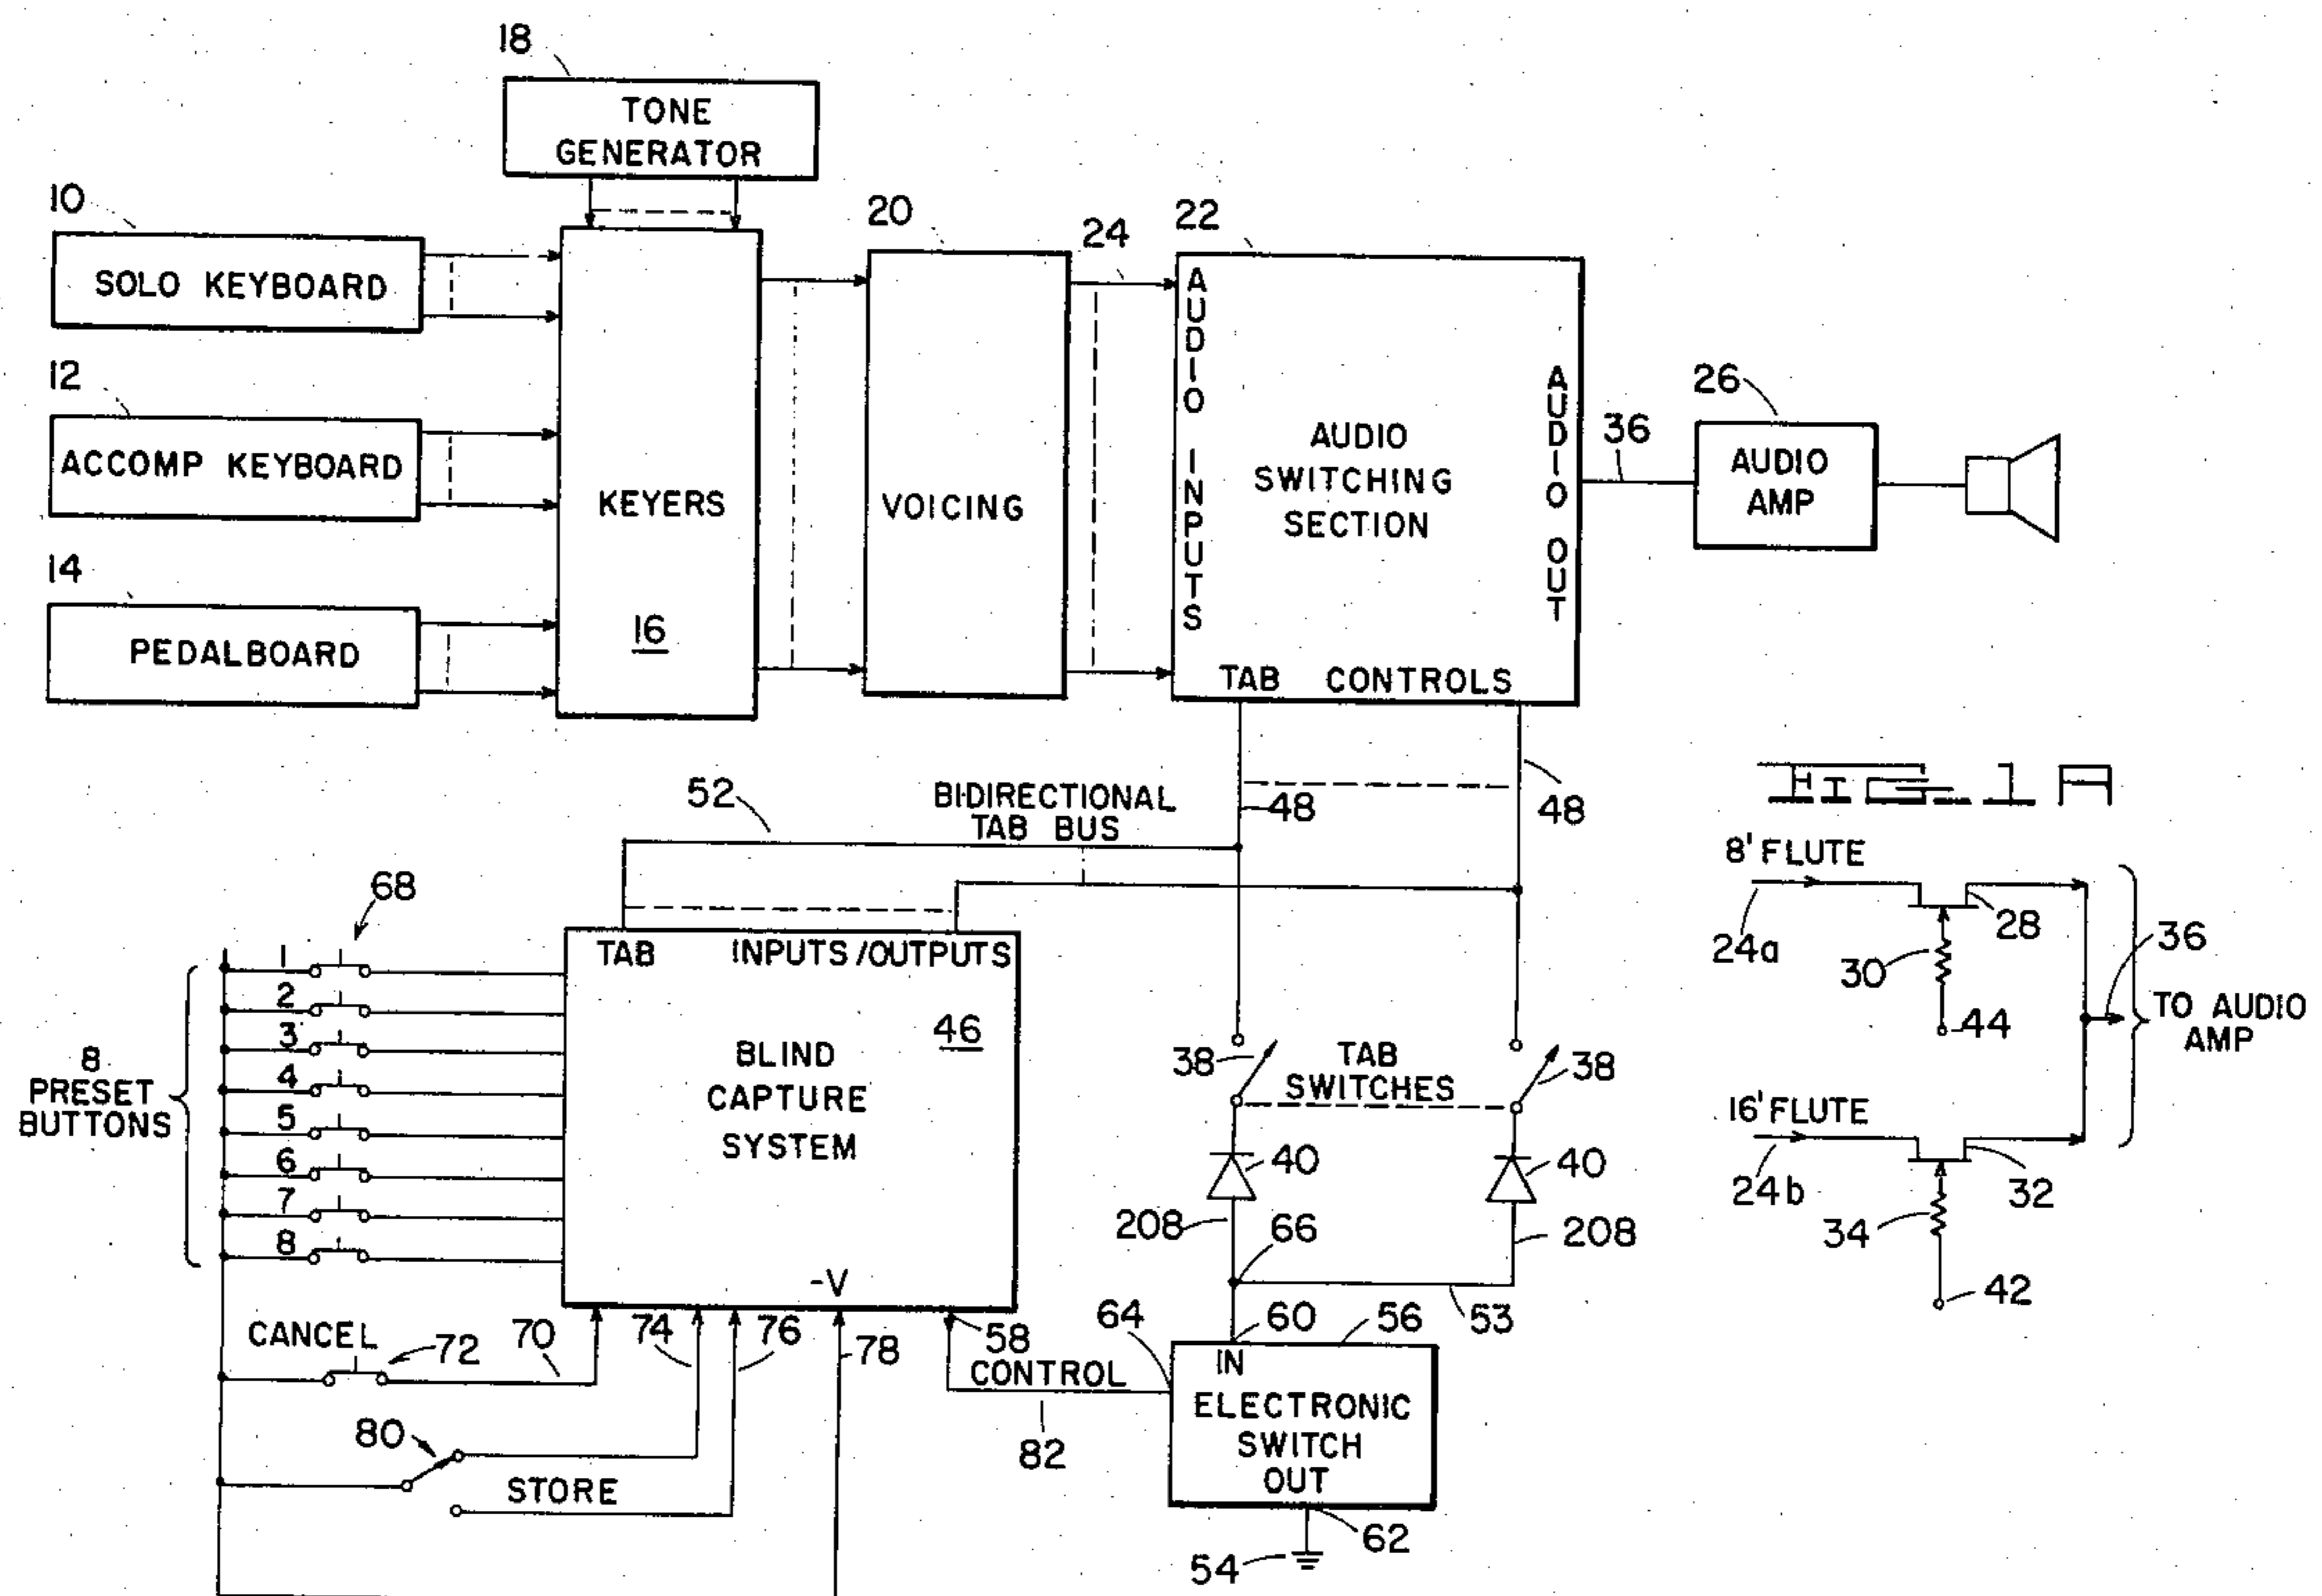 18
TONE
GENERATOR
10
SOLO KEYBOARD
12
ACCOMP KEYBOARD
14
PEDALBOARD
KEYERS
16
20
VOICING
24
22
AUDIO INPUTS
AUDIO
SWITCHING
SECTION
AUDIO OUT
TAB CONTROLS
36
26
AUDIO
AMP
52
BIDIRECTIONAL
TAB BUS
48
48
FIG_1A
68
8
PRESET
BUTTONS
1
2
3
4
5
6
7
8
TAB INPUTS/OUTPUTS
46
BLIND
CAPTURE
SYSTEM
-V
38
TAB
SWITCHES
38
40
40
208
66
208
53
CANCEL
72
70
74
76
78
58
CONTROL
82
64
60
56
IN
ELECTRONIC
SWITCH
OUT
80
STORE
62
54
8' FLUTE
24a
28
30
44
36
TO AUDIO
AMP
16' FLUTE
24b
32
34
42